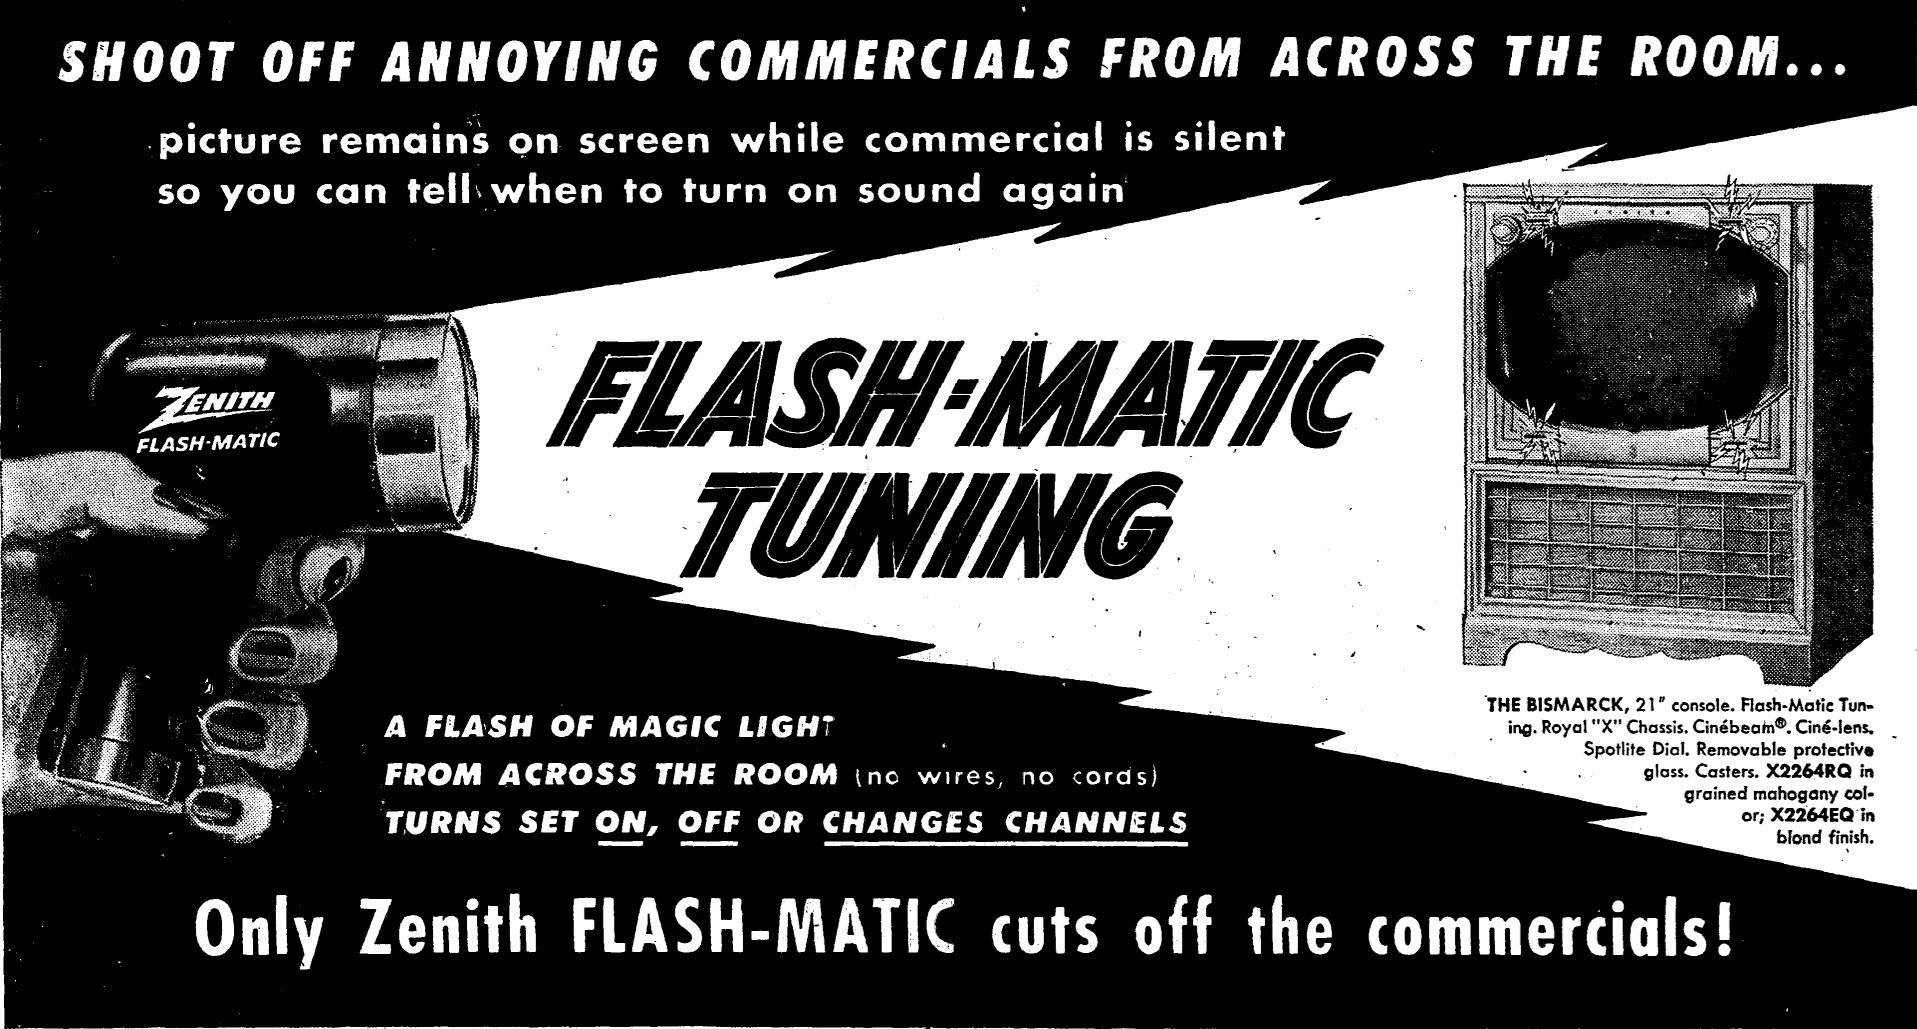 SHOOT OFF ANNOYING COMMERCIALS FROM ACROSS THE ROOM...
picture remains on screen while commercial is silent
so you can tell when to turn on sound again
ZENITH
ZENITH
FLASH-MATIC
FLASH-MATIC
TUNING
A FLASH OF MAGIC LIGHT
FROM ACROSS THE ROOM (no wires, no cords)
TURNS SET ON, OFF OR CHANGES CHANNELS
THE BISMARCK, 21" console. Flash-Matic Tun-
ing. Royal "X" Chassis. Cinébeam®. Ciné-lens.
Spotlite Dial. Removable protective
glass. Casters. X2264RQ in
grained mahogany col-
or; X2264EQ in
blond finish.
Only Zenith FLASH-MATIC cuts off the commercials!